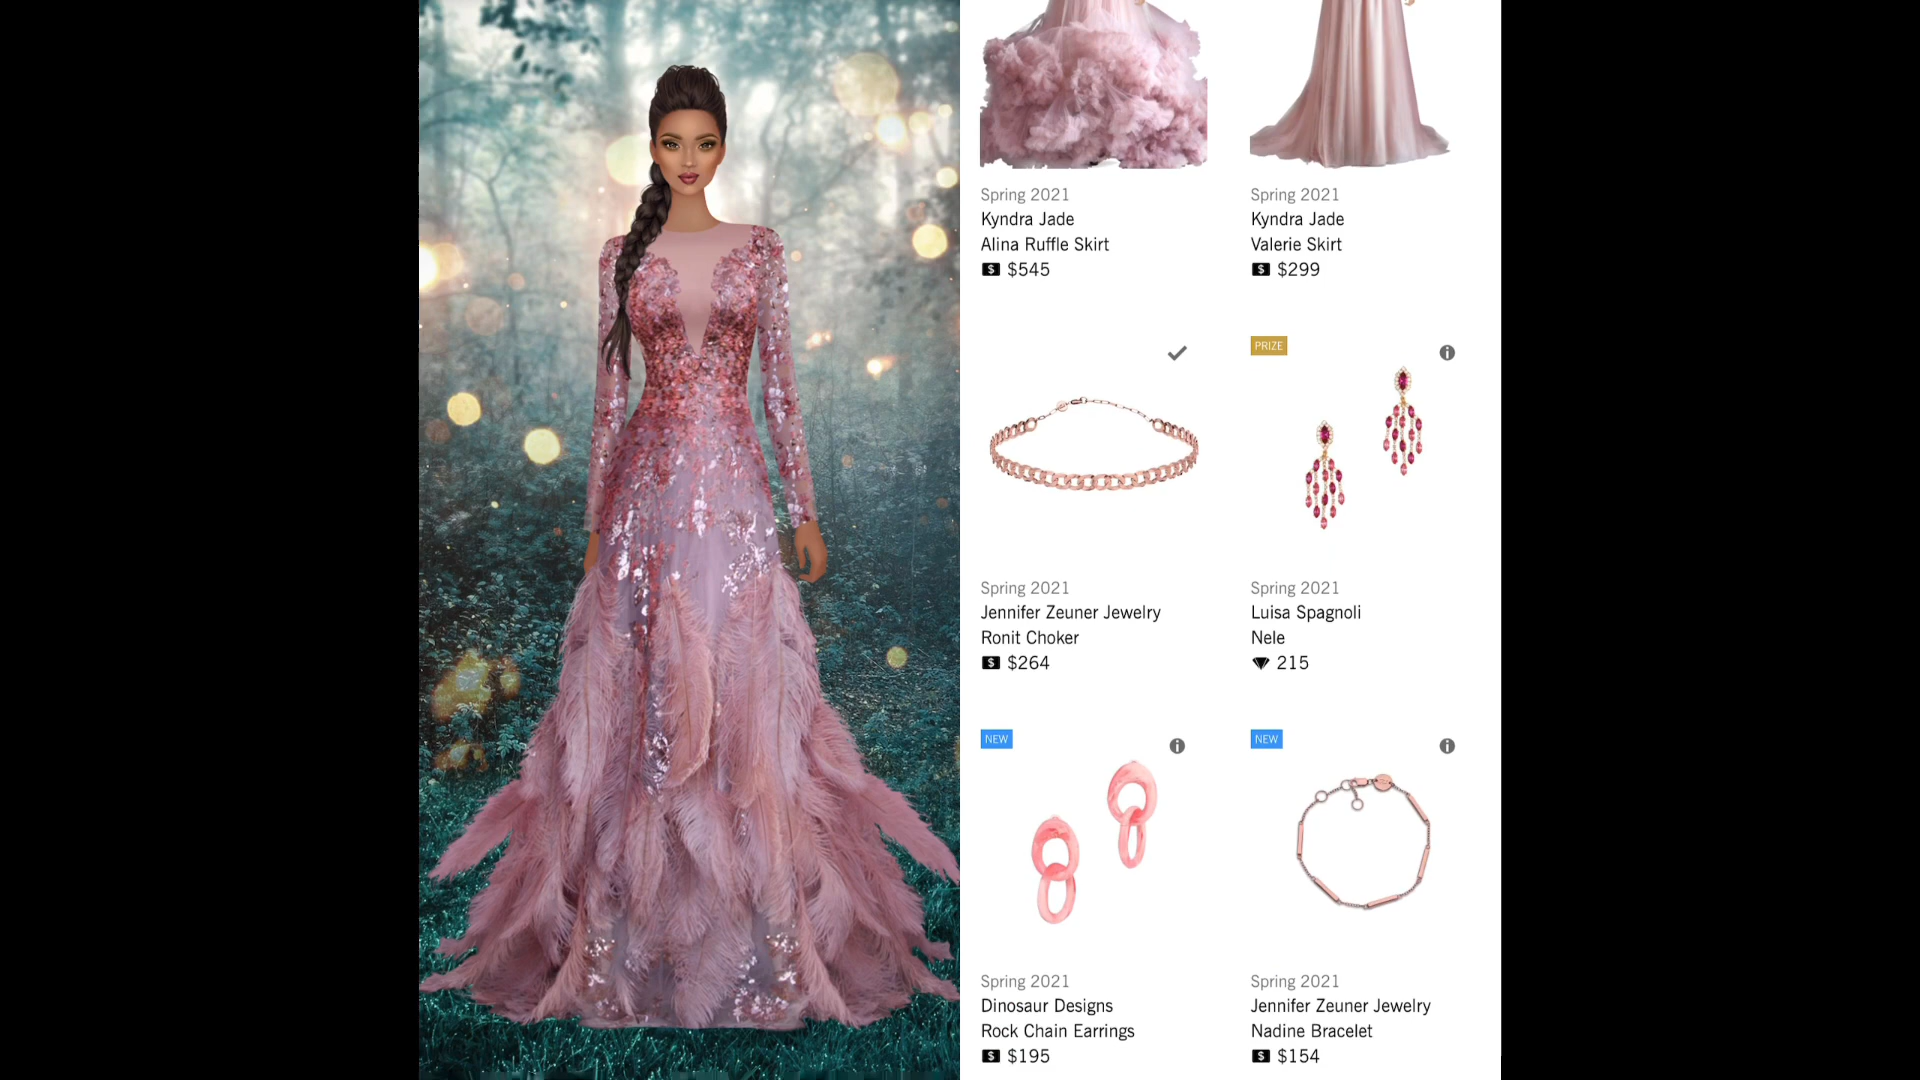 Spring 2021
Kyndra Jade
Alina Ruffle Skirt
$ $545
Spring 2021
Kyndra Jade
Valerie Skirt
$ $299
Spring 2021
Jennifer Zeuner Jewelry
Ronit Choker
$ $264
PRIZE
Spring 2021
Luisa Spagnoli
Nele
215
NEW
Spring 2021
Dinosaur Designs
Rock Chain Earrings
$ $195
NEW
Spring 2021
Jennifer Zeuner Jewelry
Nadine Bracelet
$ $154